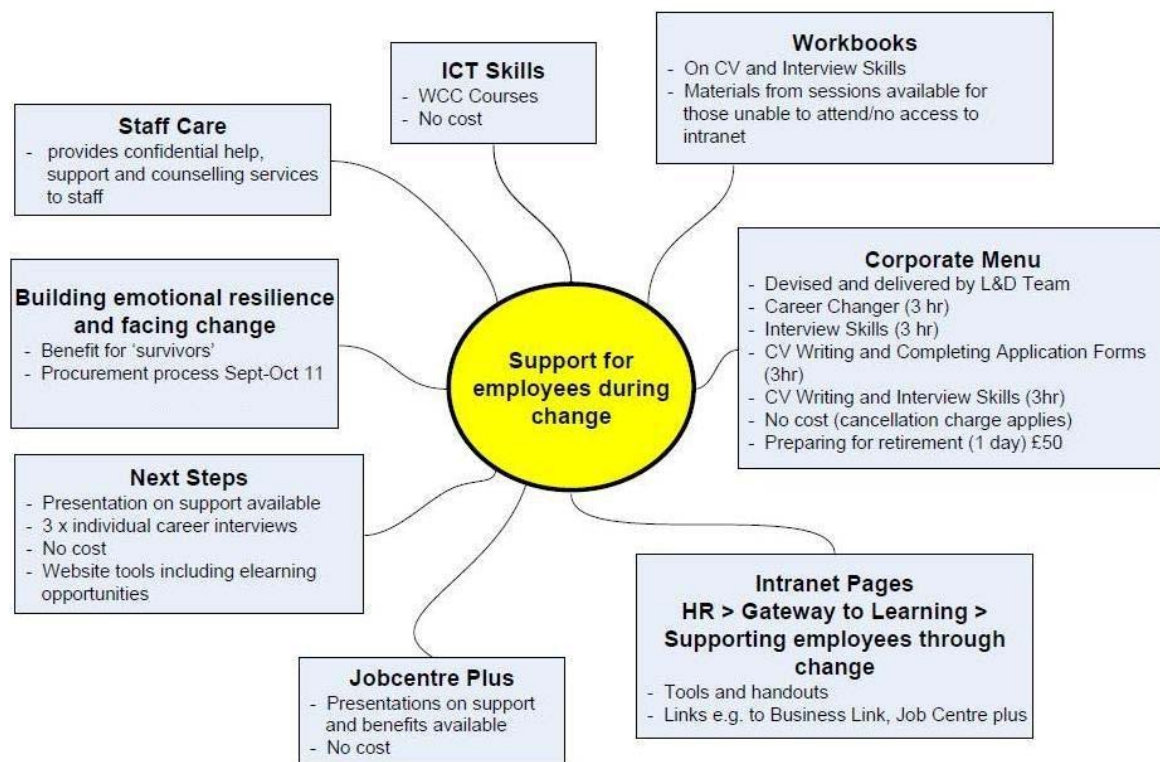 ICT Skills
- WCC Courses
- No cost
Workbooks
- On CV and Interview Skills
- Materials from sessions available for
those unable to attend/no access to
intranet
Staff Care
- provides confidential help,
support and counselling services
to staff
Corporate Menu
- Devised and delivered by L&D Team
- Career Changer (3 hr)
- Interview Skills (3 hr)
- CV Writing and Completing Application Forms
(3hr)
- CV Writing and Interview Skills (3hr)
- No cost (cancellation charge applies)
- Preparing for retirement (1 day) £50
Building emotional resilience
and facing change
- Benefit for ‘survivors’
- Procurement process Sept-Oct 11
Support for
employees during
change
Next Steps
- Presentation on support available
- 3 x individual career interviews
- No cost
- Website tools including elearning
opportunities
Intranet Pages
HR > Gateway to Learning >
Supporting employees through
change
- Tools and handouts
- Links e.g. to Business Link, Job Centre plus
Jobcentre Plus
- Presentations on support
and benefits available
- No cost